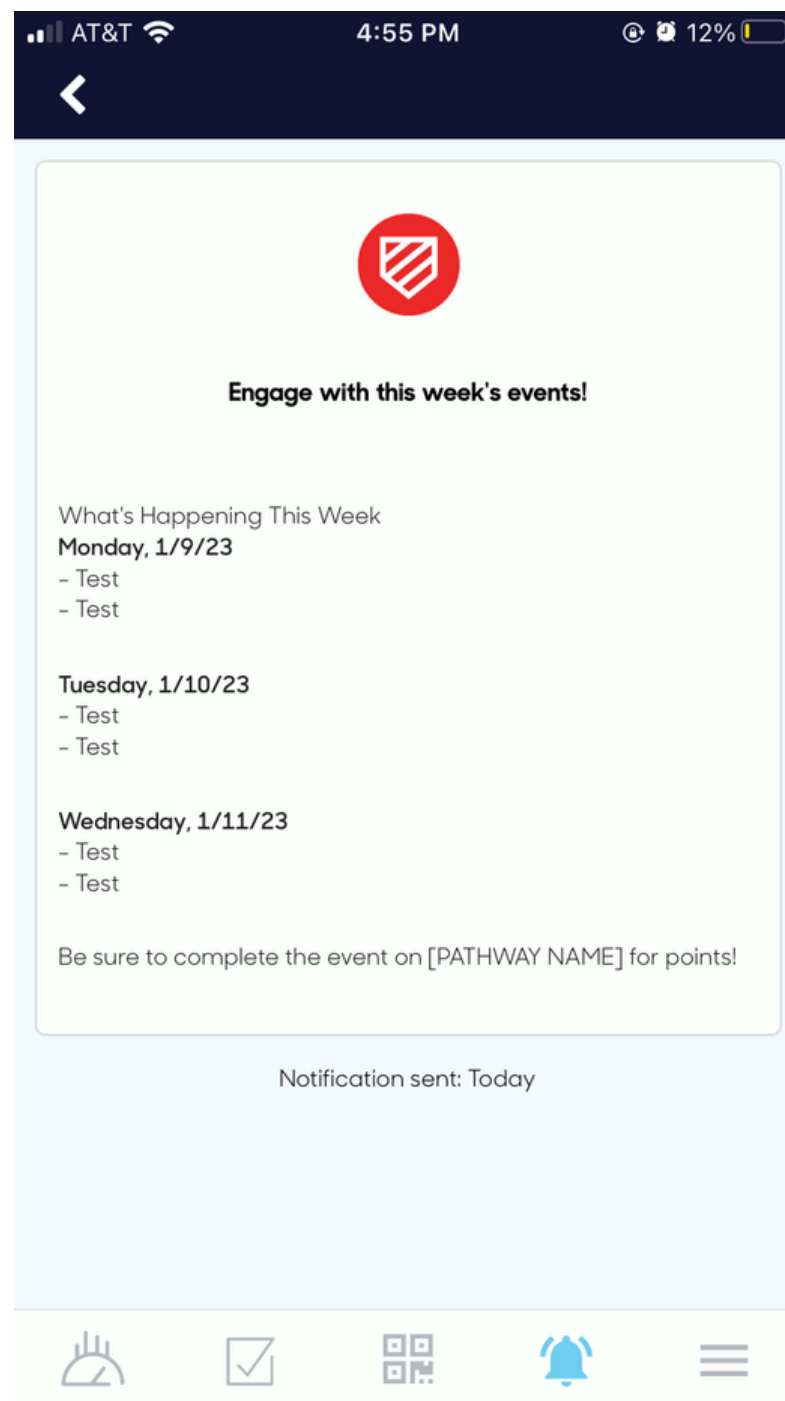 AT&T 4:55 PM 12%
Engage with this week's events!
What's Happening This Week
Monday, 1/9/23
- Test
- Test
Tuesday, 1/10/23
- Test
- Test
Wednesday, 1/11/23
- Test
- Test
Be sure to complete the event on [PATHWAY NAME] for points!
Notification sent: Today